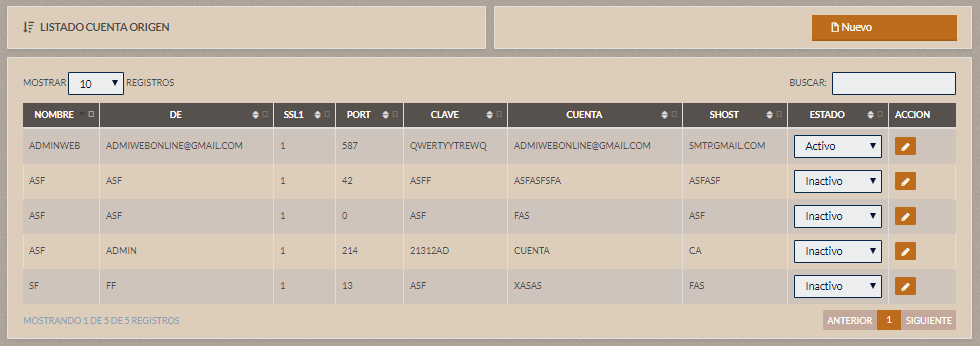 LISTADO CUENTA ORIGEN
Nuevo
MOSTRAR 10 REGISTROS
BUSCAR:
NOMBRE DE SSL1 PORT CLAVE CUENTA SHOST ESTADO ACCION
ADMINWEB ADMIWEBONLINE@GMAIL.COM 1 587 QWERTYYTREWQ ADMIWEBONLINE@GMAIL.COM SMTP.GMAIL.COM Activo
ASF ASF 1 42 ASFF ASFASFSFA ASFASF Inactivo
ASF ASF 1 0 ASF FAS ASF Inactivo
ASF ADMIN 1 214 21312AD CUENTA CA Inactivo
SF FF 1 13 ASF XASAS FAS Inactivo
MOSTRANDO 1 DE 5 DE 5 REGISTROS
ANTERIOR 1 SIGUIENTE